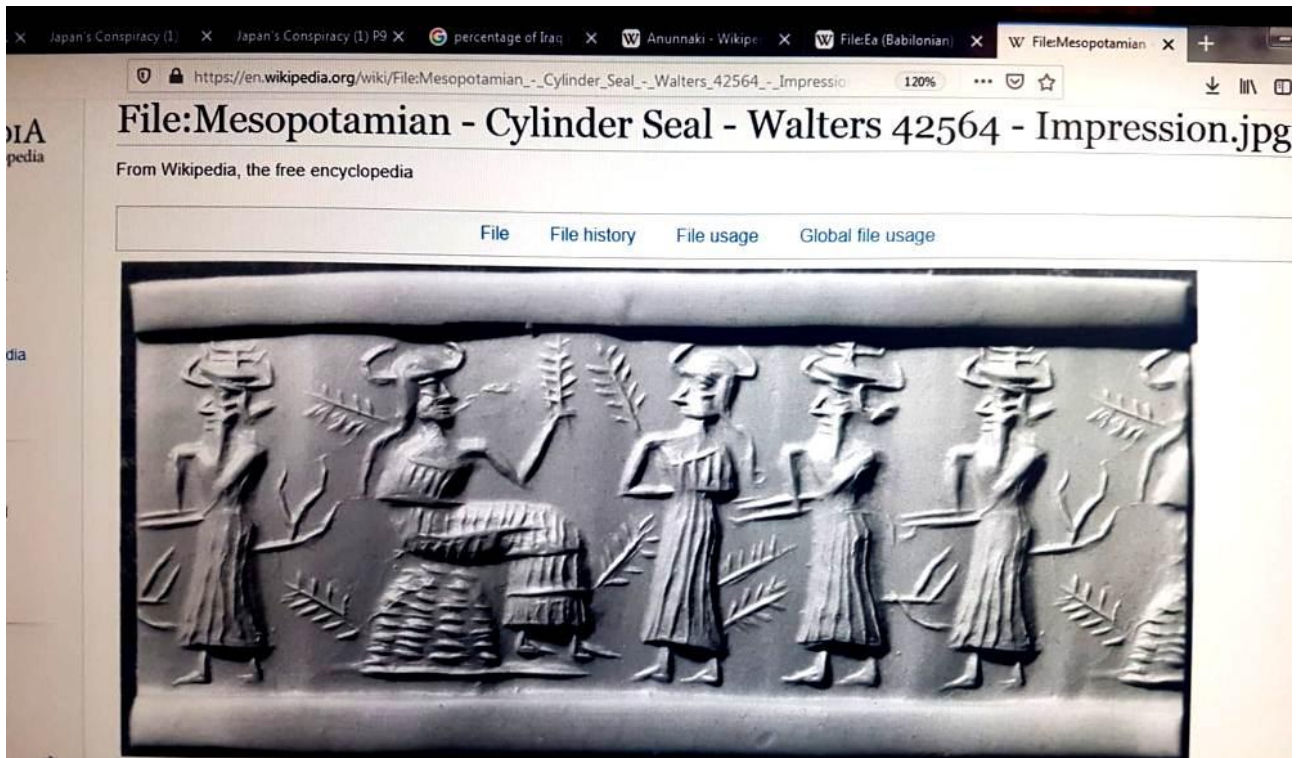 Japan's Conspiracy (1) Japan's Conspiracy (1) P9 percentage of Iraq Anunnaki - Wikipe File:Ea (Babilonian) File:Mesopotamian
https://en.wikipedia.org/wiki/File:Mesopotamian_-_Cylinder_Seal_-_Walters_42564_-_Impressio 120%
File:Mesopotamian - Cylinder Seal - Walters 42564 - Impression.jpg
pedia
From Wikipedia, the free encyclopedia
File File history File usage Global file usage
dia